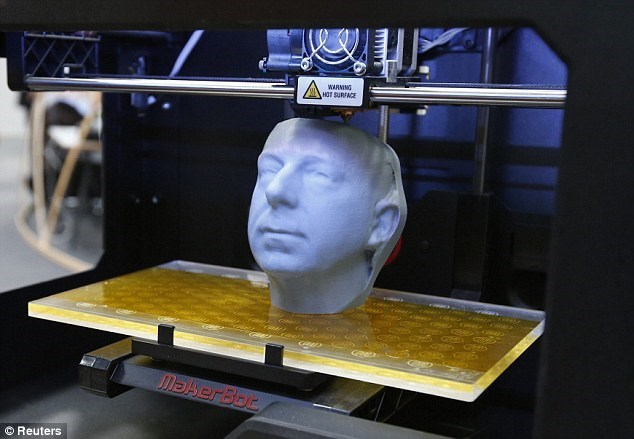 WARNING
HOT SURFACE
MakerBot
© Reuters